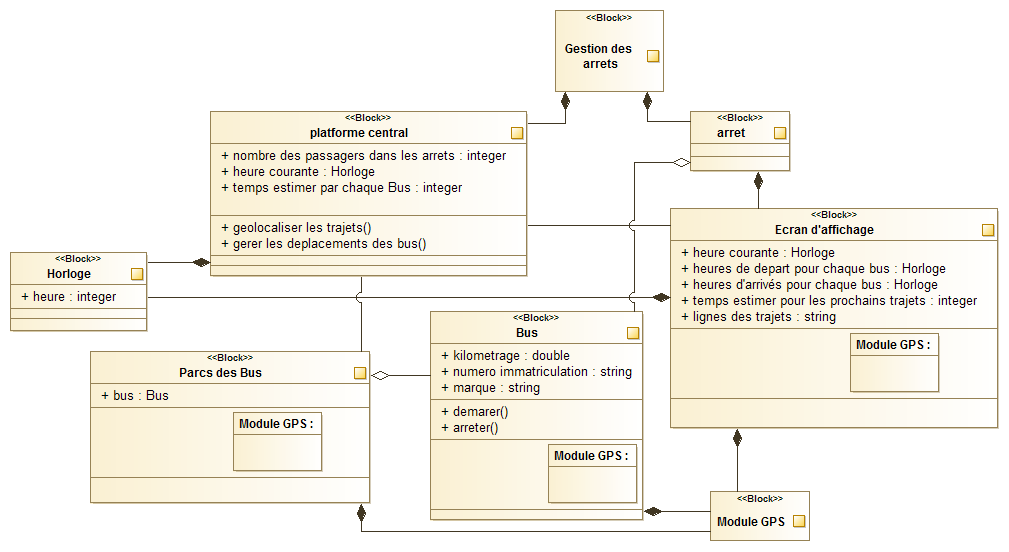 <<Block>>
Gestion des
arrets
<<Block>>
platforme central
+ nombre des passagers dans les arrets : integer
+ heure courante : Horloge
+ temps estimer par chaque Bus : integer
+ geolocaliser les trajets()
+ gerer les deplacements des bus()
<<Block>>
arret
<<Block>>
Ecran d'affichage
+ heure courante : Horloge
+ heures de depart pour chaque bus : Horloge
+ heures d'arrivés pour chaque bus : Horloge
+ temps estimer pour les prochains trajets : integer
+ lignes des trajets : string
Module GPS :
<<Block>>
Horloge
+ heure : integer
<<Block>>
Parcs des Bus
+ bus : Bus
Module GPS :
<<Block>>
Bus
+ kilometrage : double
+ numero immatriculation : string
+ marque : string
+ demarer()
+ arreter()
Module GPS :
<<Block>>
Module GPS